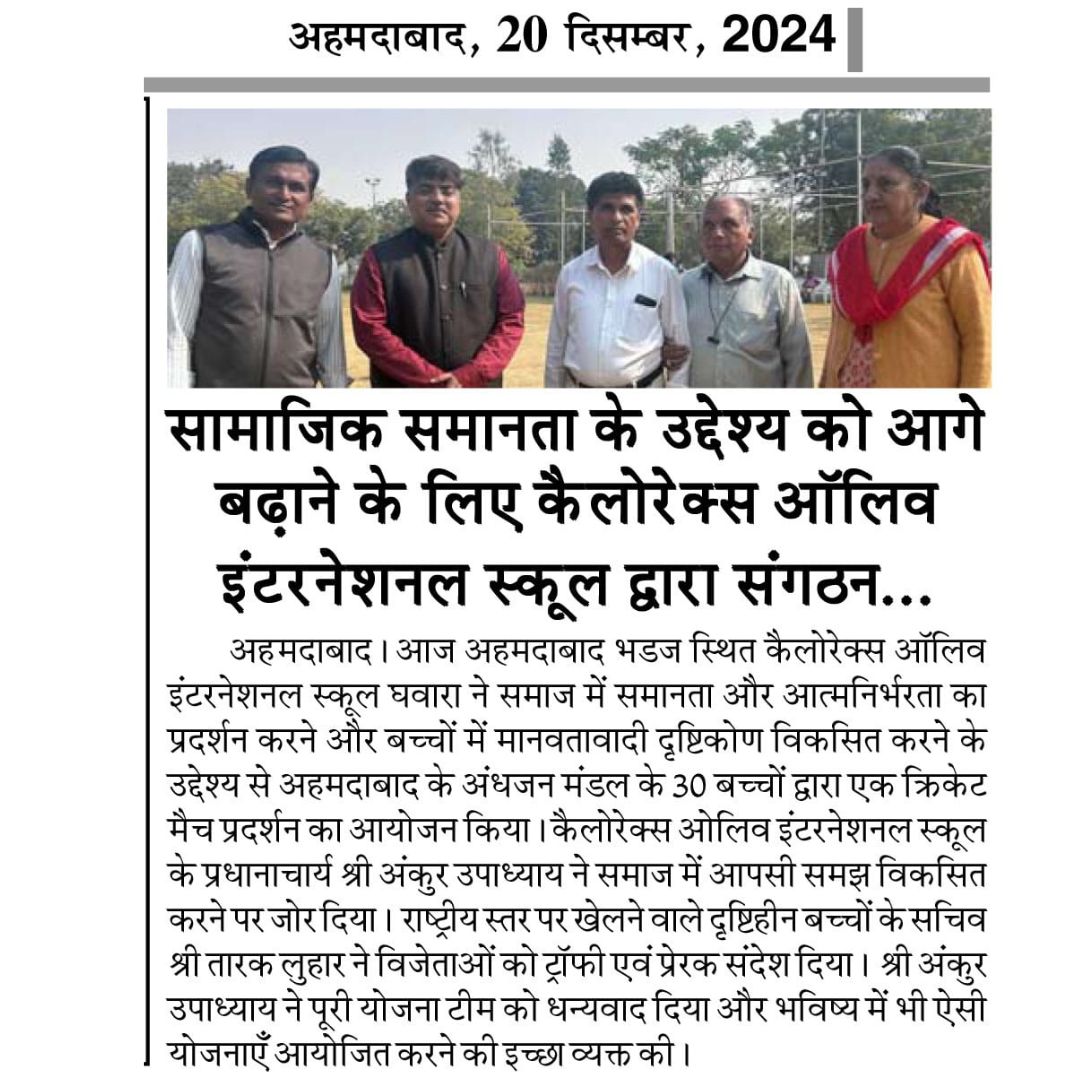 अहमदाबाद, 20 दिसम्बर, 2024
सामाजिक समानता के उद्देश्य को आगे
बढ़ाने के लिए कैलोरेक्स ऑलिव
इंटरनेशनल स्कूल द्वारा संगठन...
अहमदाबाद। आज अहमदाबाद भडज स्थित कैलोरेक्स ऑलिव
इंटरनेशनल स्कूल घवारा ने समाज में समानता और आत्मनिर्भरता का
प्रदर्शन करने और बच्चों में मानवतावादी दृष्टिकोण विकसित करने के
उद्देश्य से अहमदाबाद के अंधजन मंडल के 30 बच्चों द्वारा एक क्रिकेट
मैच प्रदर्शन का आयोजन किया। कैलोरेक्स ओलिव इंटरनेशनल स्कूल
के प्रधानाचार्य श्री अंकुर उपाध्याय ने समाज में आपसी समझ विकसित
करने पर जोर दिया। राष्ट्रीय स्तर पर खेलने वाले दृष्टिहीन बच्चों के सचिव
श्री तारक लुहार ने विजेताओं को ट्रॉफी एवं प्रेरक संदेश दिया। श्री अंकुर
उपाध्याय ने पूरी योजना टीम को धन्यवाद दिया और भविष्य में भी ऐसी
योजनाएँ आयोजित करने की इच्छा व्यक्त की।